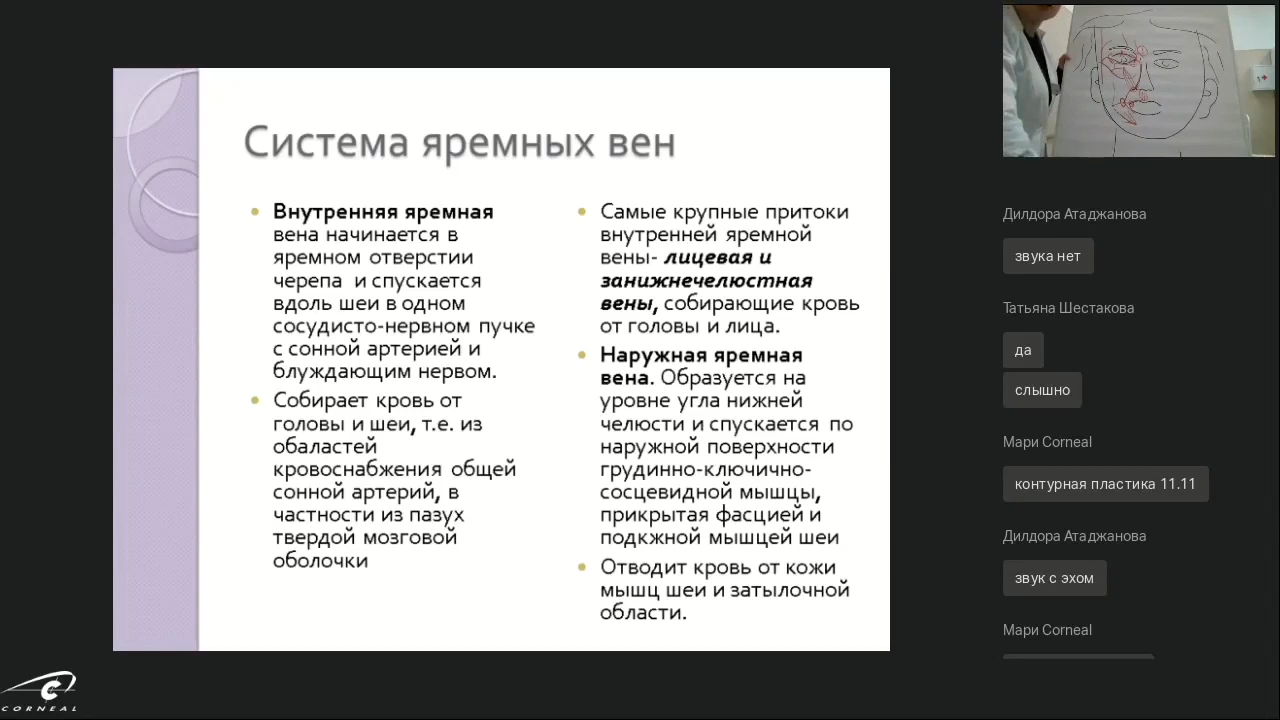 Система яремных вен
Внутренняя яремная
вена начинается в
яремном отверстии
черепа и спускается
вдоль шеи в одном
сосудисто-нервном пучке
с сонной артерией и
блуждающим нервом.
Собирает кровь от
головы и шеи, т.е. из
обаластей
кровоснабжения общей
сонной артерий, в
частности из пазух
твердой мозговой
оболочки
Самые крупные притоки
внутренней яремной
вены- лицевая и
занижнечелюстная
вены, собирающие кровь
от головы и лица.
Наружная яремная
вена. Образуется на
уровне угла нижней
челюсти и спускается по
наружной поверхности
грудинно-ключично-
сосцевидной мышцы,
прикрытая фасцией и
подкжной мышцей шеи
Отводит кровь от кожи
мышц шеи и затылочной
области.
Дилдора Атаджанова
звука нет
Татьяна Шестакова
да
слышно
Мари Corneal
контурная пластика 11.11
Дилдора Атаджанова
звук с эхом
Мари Corneal
CORNEAL